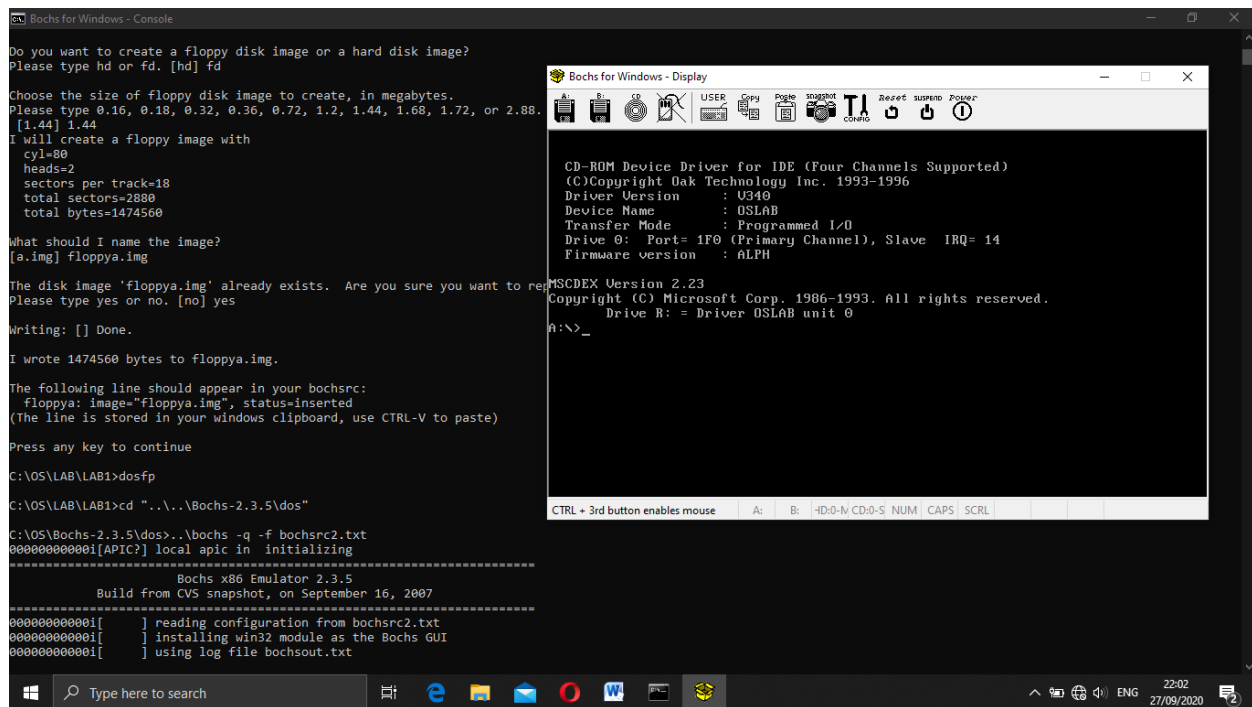 Bochs for Windows - Console
Do you want to create a floppy disk image or a hard disk image?
Please type hd or fd. [hd] fd
Choose the size of floppy disk image to create, in megabytes.
Please type 0.16, 0.18, 0.32, 0.36, 0.72, 1.2, 1.44, 1.68, 1.72, or 2.88.
[1.44] 1.44
I will create a floppy image with
cyl=80
heads=2
sectors per track=18
total sectors=2880
total bytes=1474560
What should I name the image?
[a.img] floppya.img
The disk image 'floppya.img' already exists.  Are you sure you want to rep
Please type yes or no. [no] yes
Writing: [] Done.
I wrote 1474560 bytes to floppya.img.
The following line should appear in your bochsrc:
floppya: image="floppya.img", status=inserted
(The line is stored in your windows clipboard, use CTRL-V to paste)
Press any key to continue
C:\OS\LAB\LAB1>dosfp
C:\OS\LAB\LAB1>cd "..\..\Bochs-2.3.5\dos"
C:\OS\Bochs-2.3.5\dos>..\bochs -q -f bochsrc2.txt
00000000000i[APIC?] local apic in  initializing
========================================================================
Bochs x86 Emulator 2.3.5
Build from CVS snapshot, on September 16, 2007
========================================================================
00000000000i[     ] reading configuration from bochsrc2.txt
00000000000i[     ] installing win32 module as the Bochs GUI
00000000000i[     ] using log file bochsout.txt
Bochs for Windows - Display
A: B: CD USER Copy Paste snapshot CONFIG Reset SUSPEND Power
CD-ROM Device Driver for IDE (Four Channels Supported)
(C)Copyright Oak Technology Inc. 1993-1996
Driver Version     : V340
Device Name        : OSLAB
Transfer Mode      : Programmed I/O
Drive 0:  Port= 1F0 (Primary Channel), Slave  IRQ= 14
Firmware version   : ALPH
MSCDEX Version 2.23
Copyright (C) Microsoft Corp. 1986-1993. All rights reserved.
Drive R: = Driver OSLAB unit 0
A:\>_
CTRL + 3rd button enables mouse A: B: HD:0-M CD:0-S NUM CAPS SCRL
Type here to search
ENG
22:02
27/09/2020
2